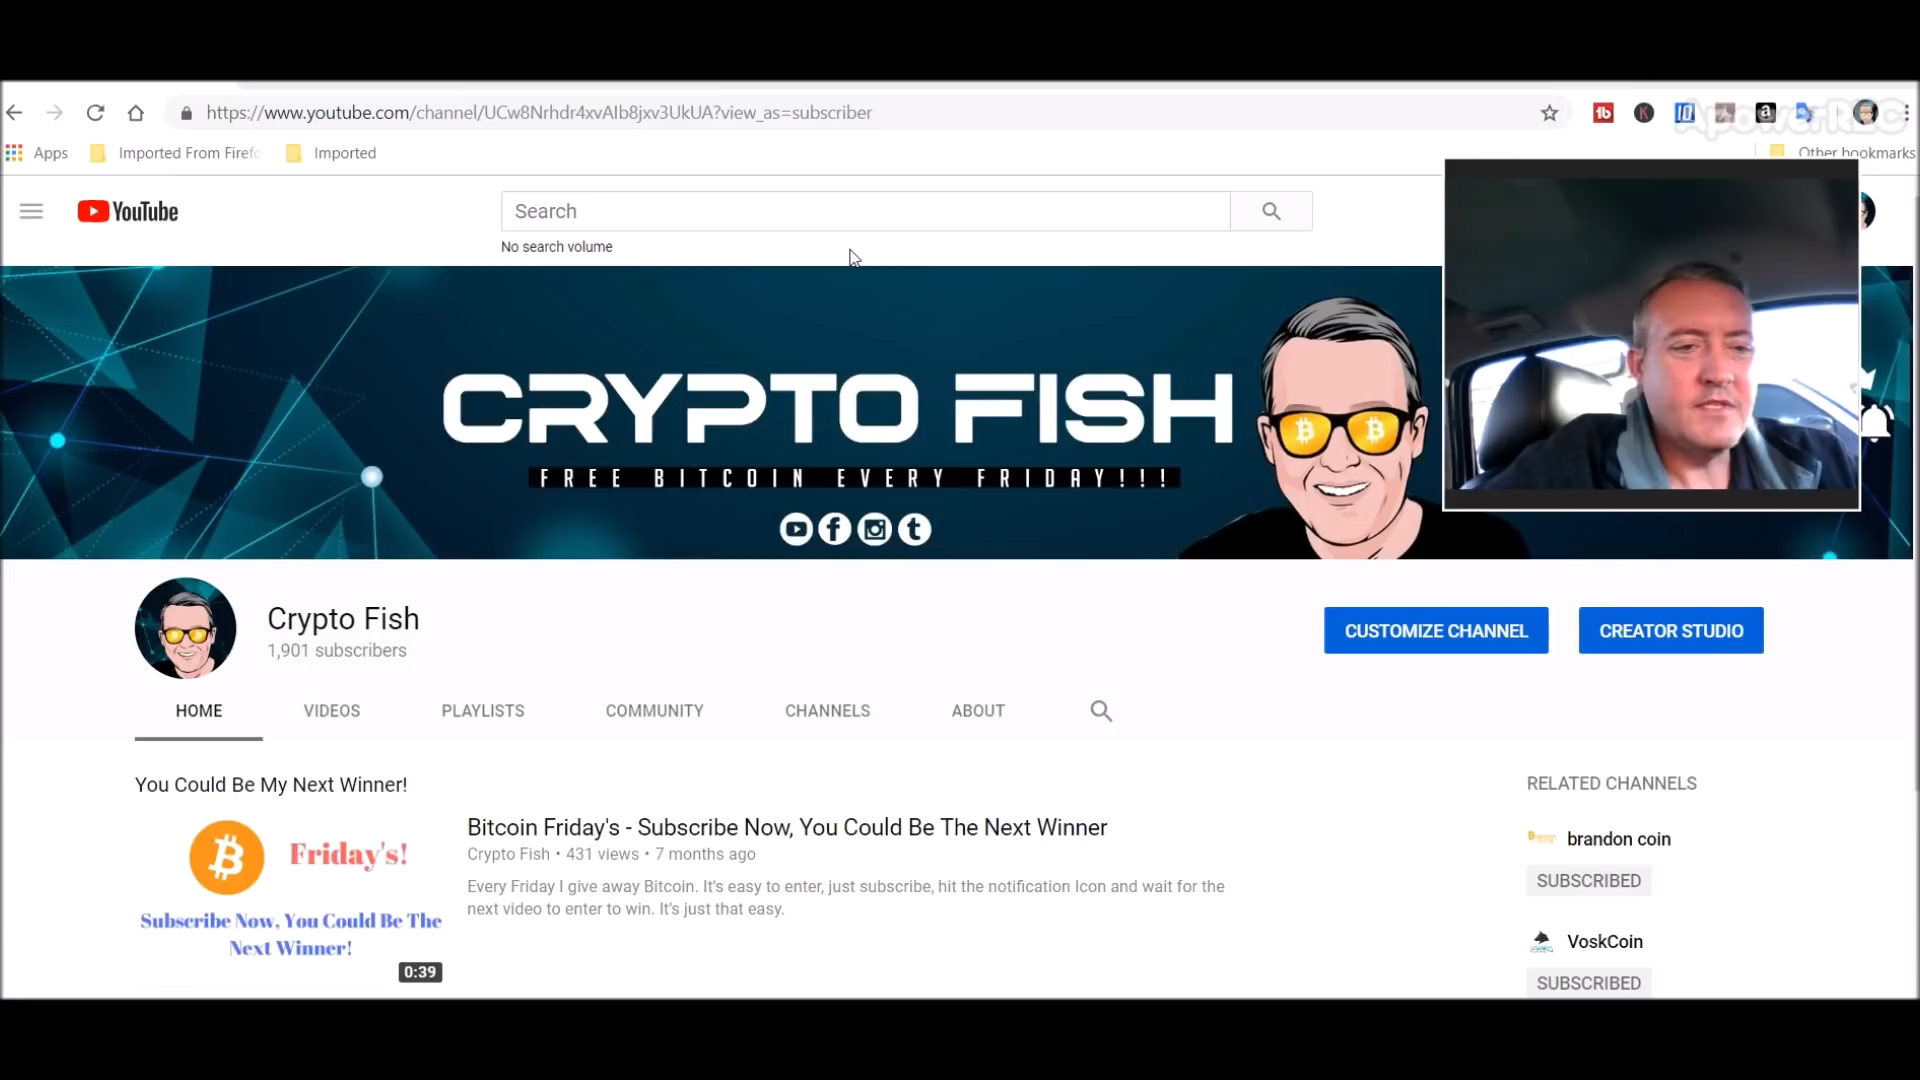 https://www.youtube.com/channel/UCw8Nrhdr4xvAIb8jxv3UkUA?view_as=subscriber
ApowerREC
Apps
Imported From Firefo
Imported
Other bookmarks
YouTube
Search
No search volume
CRYPTO FISH
FREE BITCOIN EVERY FRIDAY!!!
Crypto Fish
1,901 subscribers
CUSTOMIZE CHANNEL
CREATOR STUDIO
HOME
VIDEOS
PLAYLISTS
COMMUNITY
CHANNELS
ABOUT
You Could Be My Next Winner!
Friday's!
Subscribe Now, You Could Be The
Next Winner!
0:39
Bitcoin Friday's - Subscribe Now, You Could Be The Next Winner
Crypto Fish • 431 views • 7 months ago
Every Friday I give away Bitcoin. It's easy to enter, just subscribe, hit the notification Icon and wait for the
next video to enter to win. It's just that easy.
RELATED CHANNELS
brandon coin
SUBSCRIBED
VoskCoin
SUBSCRIBED